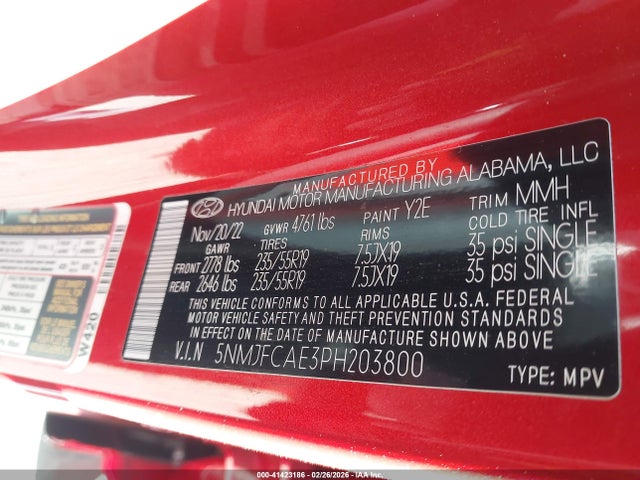 MANUFACTURED BY
HYUNDAI MOTOR MANUFACTURING ALABAMA, LLC
Nov/20/22 GVWR 4761 lbs PAINT Y2E TRIM MMH
GAWR TIRES RIMS COLD TIRE INFL
FRONT 2778 lbs 235/55R19 7.5JX19 35 psi SINGLE
REAR 2646 lbs 235/55R19 7.5JX19 35 psi SINGLE
THIS VEHICLE CONFORMS TO ALL APPLICABLE U.S.A. FEDERAL
MOTOR VEHICLE SAFETY AND THEFT PREVENTION STANDARDS
IN EFFECT ON THE DATE OF MANUFACTURE SHOWN ABOVE
V.I.N 5NMJFCAE3PH203800
TYPE: MPV
W420
000-41423186 - 02/26/2026 - IAAI.COM